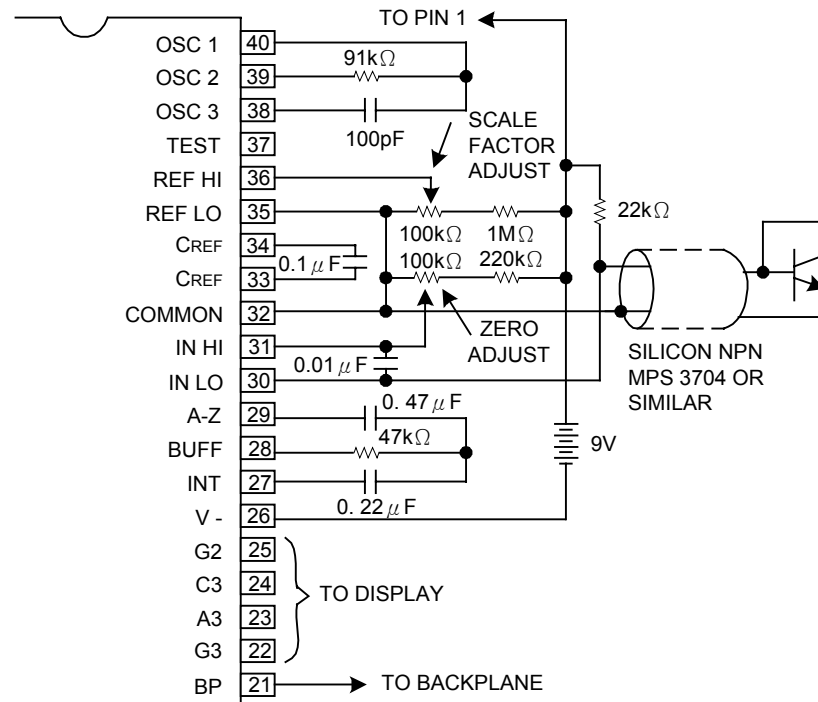 TO PIN 1
OSC 1 40
91kΩ
OSC 2 39
OSC 3 38
100pF
TEST 37
SCALE
FACTOR
ADJUST
REF HI 36
REF LO 35
22kΩ
100kΩ 1MΩ
CREF 34
0.1μF
100kΩ 220kΩ
CREF 33
COMMON 32
ZERO
ADJUST
IN HI 31
0.01μF
IN LO 30
SILICON NPN
MPS 3704 OR
SIMILAR
A-Z 29
0.47μF
BUFF 28
47kΩ
9V
INT 27
0.22μF
V - 26
G2 25
C3 24
TO DISPLAY
A3 23
G3 22
BP 21
TO BACKPLANE